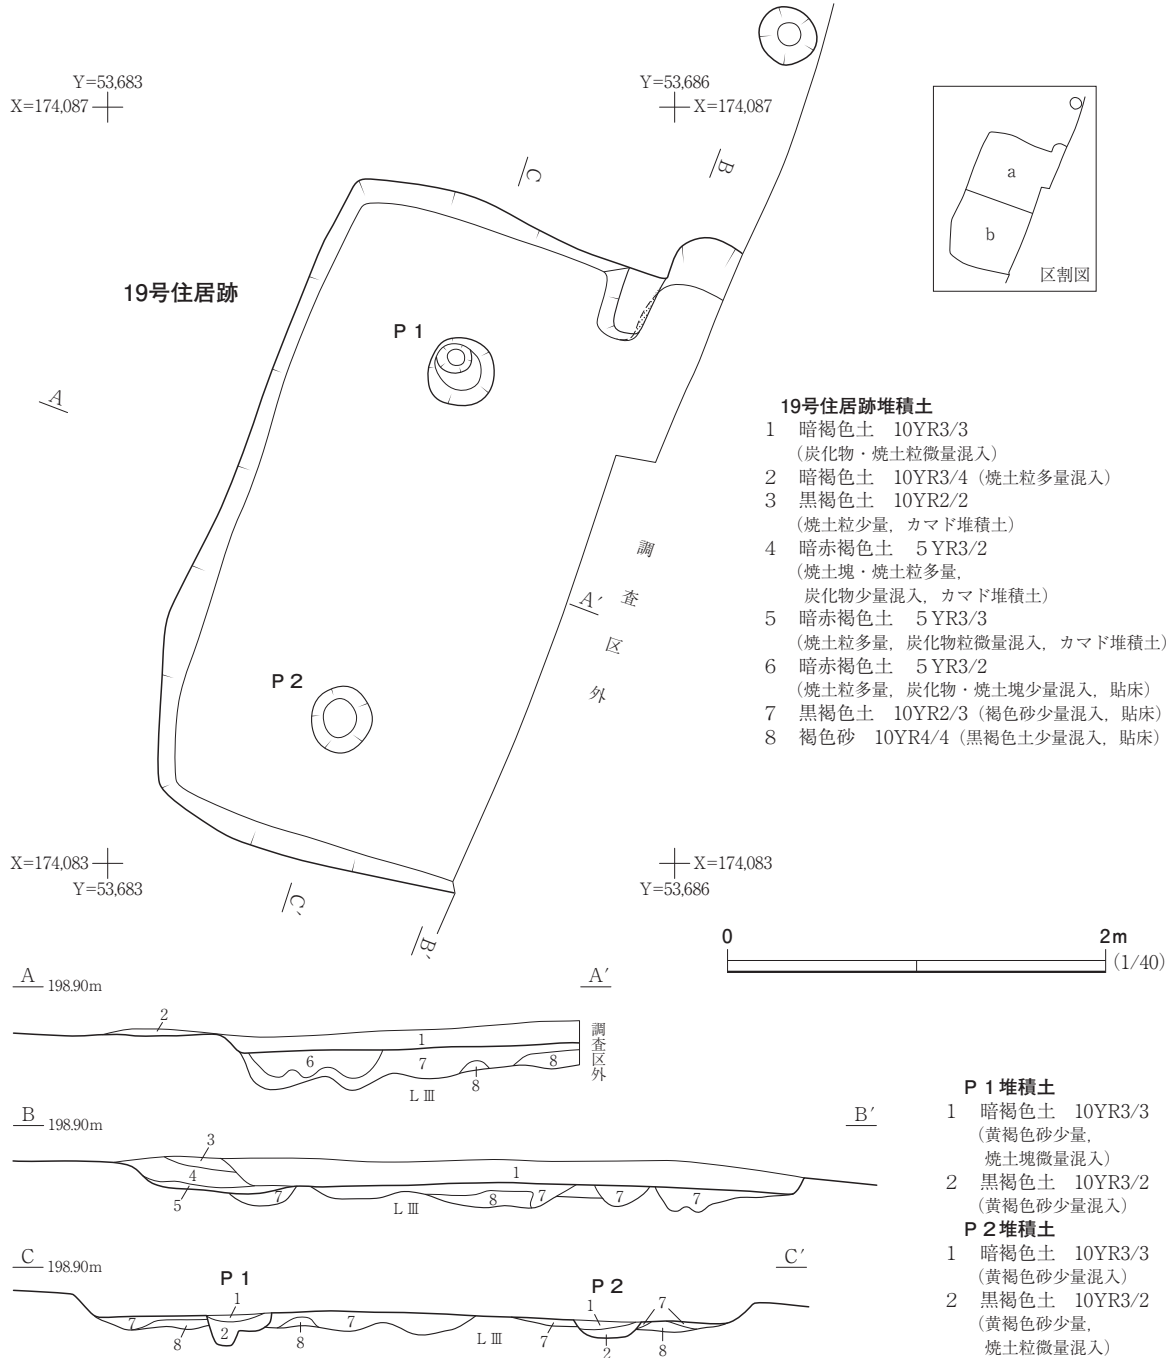 Y=53,683
X=174,087
Y=53,686
X=174,087
C
B
a
b
区割図
19号住居跡
P 1
A
19号住居跡堆積土
1 暗褐色土 10YR3/3
(炭化物・焼土粒微量混入)
2 暗褐色土 10YR3/4 (焼土粒多量混入)
3 黒褐色土 10YR2/2
(焼土粒少量, カマド堆積土)
4 暗赤褐色土 5YR3/2
(焼土塊・焼土粒多量,
炭化物少量混入, カマド堆積土)
5 暗赤褐色土 5YR3/3
(焼土粒多量, 炭化物粒微量混入, カマド堆積土)
6 暗赤褐色土 5YR3/2
(焼土粒多量, 炭化物・焼土塊少量混入, 貼床)
7 黒褐色土 10YR2/3 (褐色砂少量混入, 貼床)
8 褐色砂 10YR4/4 (黒褐色土少量混入, 貼床)
調査区外
A′
P 2
X=174,083
Y=53,683
X=174,083
Y=53,686
C′
B′
0
2m
(1/40)
A
198.90m
A′
2
1
6
7
8
8
LⅢ
調査区外
B
198.90m
B′
3
4
5
1
7
8
7
7
7
LⅢ
C
198.90m
C′
P 1
1
2
7
8
8
7
LⅢ
P 2
1
2
7
7
8
P 1堆積土
1 暗褐色土 10YR3/3
(黄褐色砂少量,
焼土塊微量混入)
2 黒褐色土 10YR3/2
(黄褐色砂少量混入)
P 2堆積土
1 暗褐色土 10YR3/3
(黄褐色砂少量混入)
2 黒褐色土 10YR3/2
(黄褐色砂少量,
焼土粒微量混入)